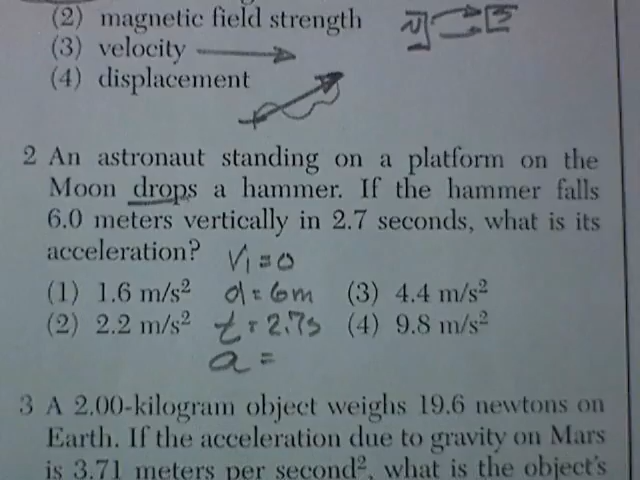 (2) magnetic field strength
N S
(3) velocity
(4) displacement
2 An astronaut standing on a platform on the
Moon drops a hammer. If the hammer falls
6.0 meters vertically in 2.7 seconds, what is its
acceleration? V₁=0
(1) 1.6 m/s² d=6m (3) 4.4 m/s²
(2) 2.2 m/s² t=2.7s (4) 9.8 m/s²
a=
3 A 2.00-kilogram object weighs 19.6 newtons on
Earth. If the acceleration due to gravity on Mars
is 3.71 meters per second², what is the object's